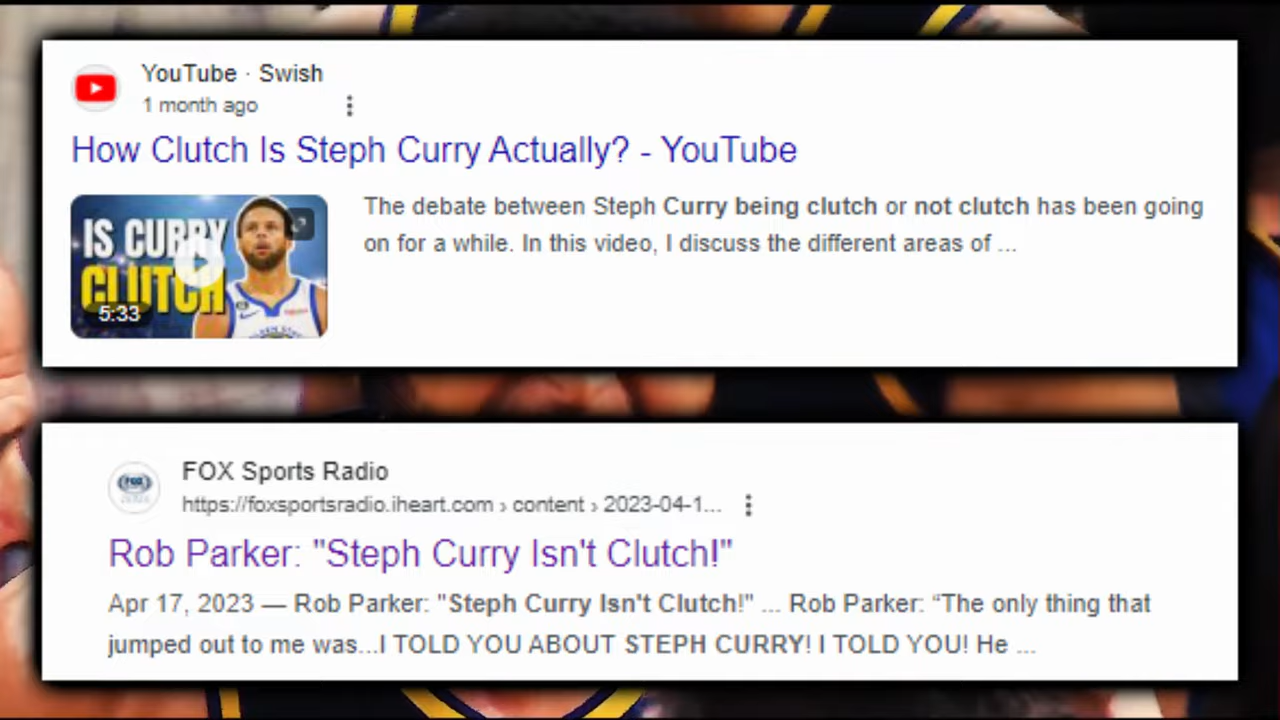 YouTube · Swish
1 month ago
How Clutch Is Steph Curry Actually? - YouTube
IS CURRY
CLUTCH
5:33
The debate between Steph Curry being clutch or not clutch has been going
on for a while. In this video, I discuss the different areas of ...
FOX Sports Radio
https://foxsportsradio.iheart.com › content › 2023-04-1...
Rob Parker: "Steph Curry Isn't Clutch!"
Apr 17, 2023 — Rob Parker: "Steph Curry Isn't Clutch!" ... Rob Parker: “The only thing that
jumped out to me was...I TOLD YOU ABOUT STEPH CURRY! I TOLD YOU! He ...